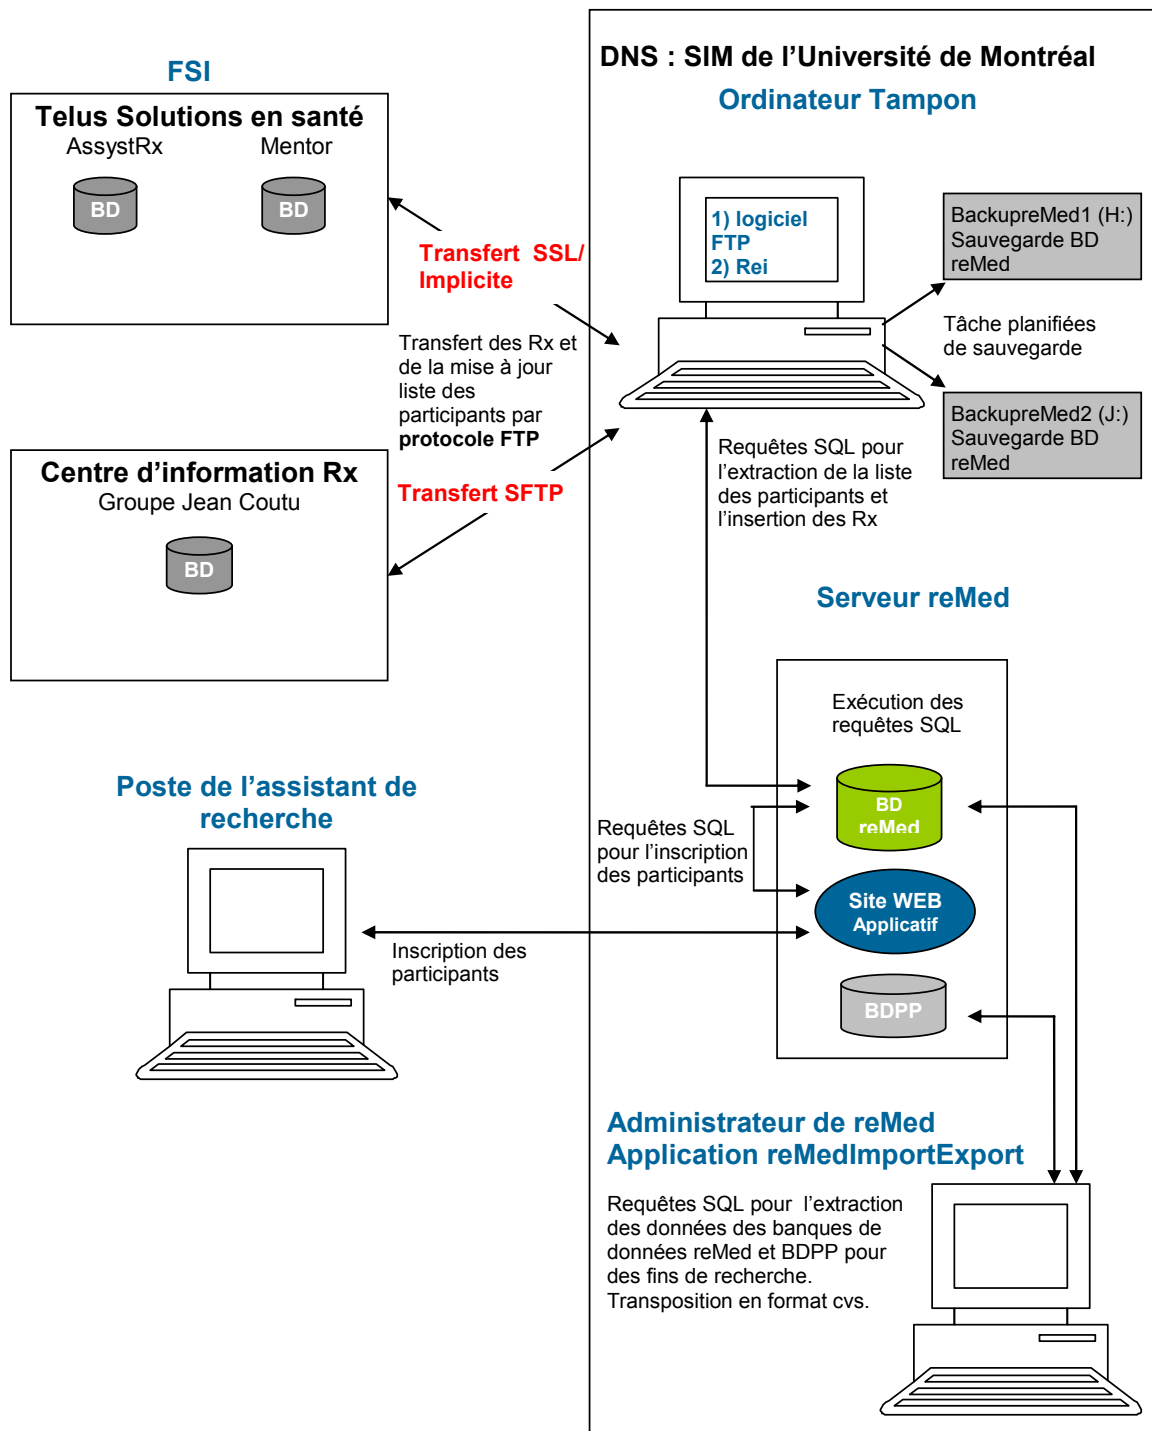 FSI
Telus Solutions en santé
AssystRx
Mentor
BD
BD
Transfert SSL/
Implicite
Transfert des Rx et
de la mise à jour
liste des
participants par
protocole FTP
Centre d'information Rx
Groupe Jean Coutu
BD
Transfert SFTP
DNS : SIM de l'Université de Montréal
Ordinateur Tampon
1) logiciel
FTP
2) Rei
BackupreMed1 (H:)
Sauvegarde BD
reMed
Tâche planifiées
de sauvegarde
BackupreMed2 (J:)
Sauvegarde BD
reMed
Requêtes SQL pour
l'extraction de la liste
des participants et
l'insertion des Rx
Serveur reMed
Exécution des
requêtes SQL
BD
reMed
Requêtes SQL
pour l'inscription
des participants
Site WEB
Applicatif
BDPP
Poste de l'assistant de
recherche
Inscription des
participants
Administrateur de reMed
Application reMedImportExport
Requêtes SQL pour l'extraction
des données des banques de
données reMed et BDPP pour
des fins de recherche.
Transposition en format cvs.